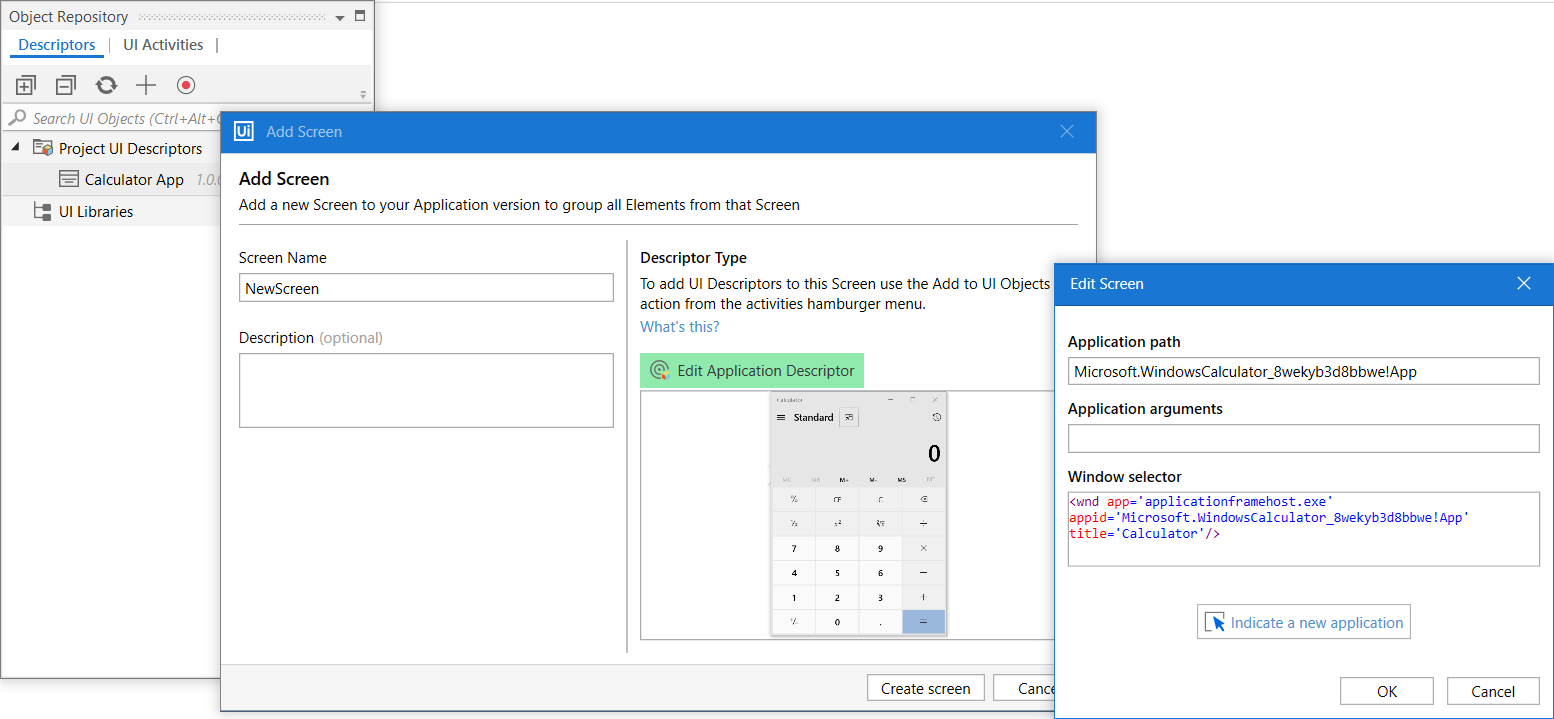 Object Repository
Descriptors
UI Activities
Search UI Objects (Ctrl+Alt+
Project UI Descriptors
Calculator App 1.0.
UI Libraries
Ui Add Screen
Add Screen
Add a new Screen to your Application version to group all Elements from that Screen
Screen Name
NewScreen
Description (optional)
Descriptor Type
To add UI Descriptors to this Screen use the Add to UI Objects
action from the activities hamburger menu.
What's this?
Edit Application Descriptor
Calculator
Standard
0
MC MR M+ M- MS M˅
% CE C
¹/x x² ²√x ÷
7 8 9 ×
4 5 6 −
1 2 3 +
+/- 0 . =
Create screen
Cance
Edit Screen
Application path
Microsoft.WindowsCalculator_8wekyb3d8bbwe!App
Application arguments
Window selector
<wnd app='applicationframehost.exe'
appid='Microsoft.WindowsCalculator_8wekyb3d8bbwe!App'
title='Calculator'/>
Indicate a new application
OK
Cancel